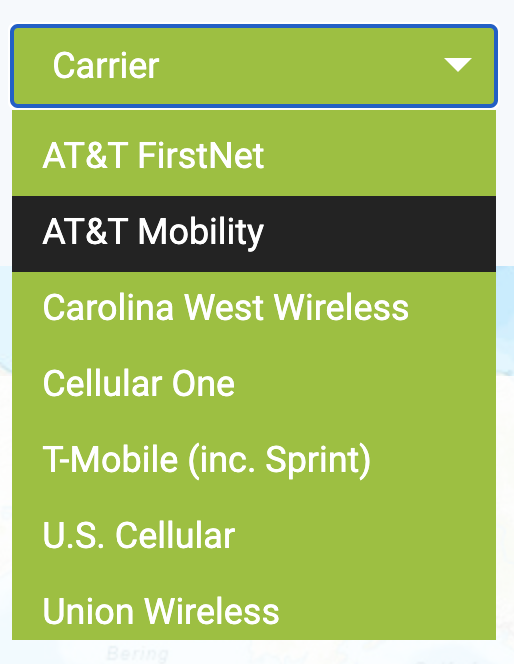 Carrier
AT&T FirstNet
AT&T Mobility
Carolina West Wireless
Cellular One
T-Mobile (inc. Sprint)
U.S. Cellular
Union Wireless
Bering